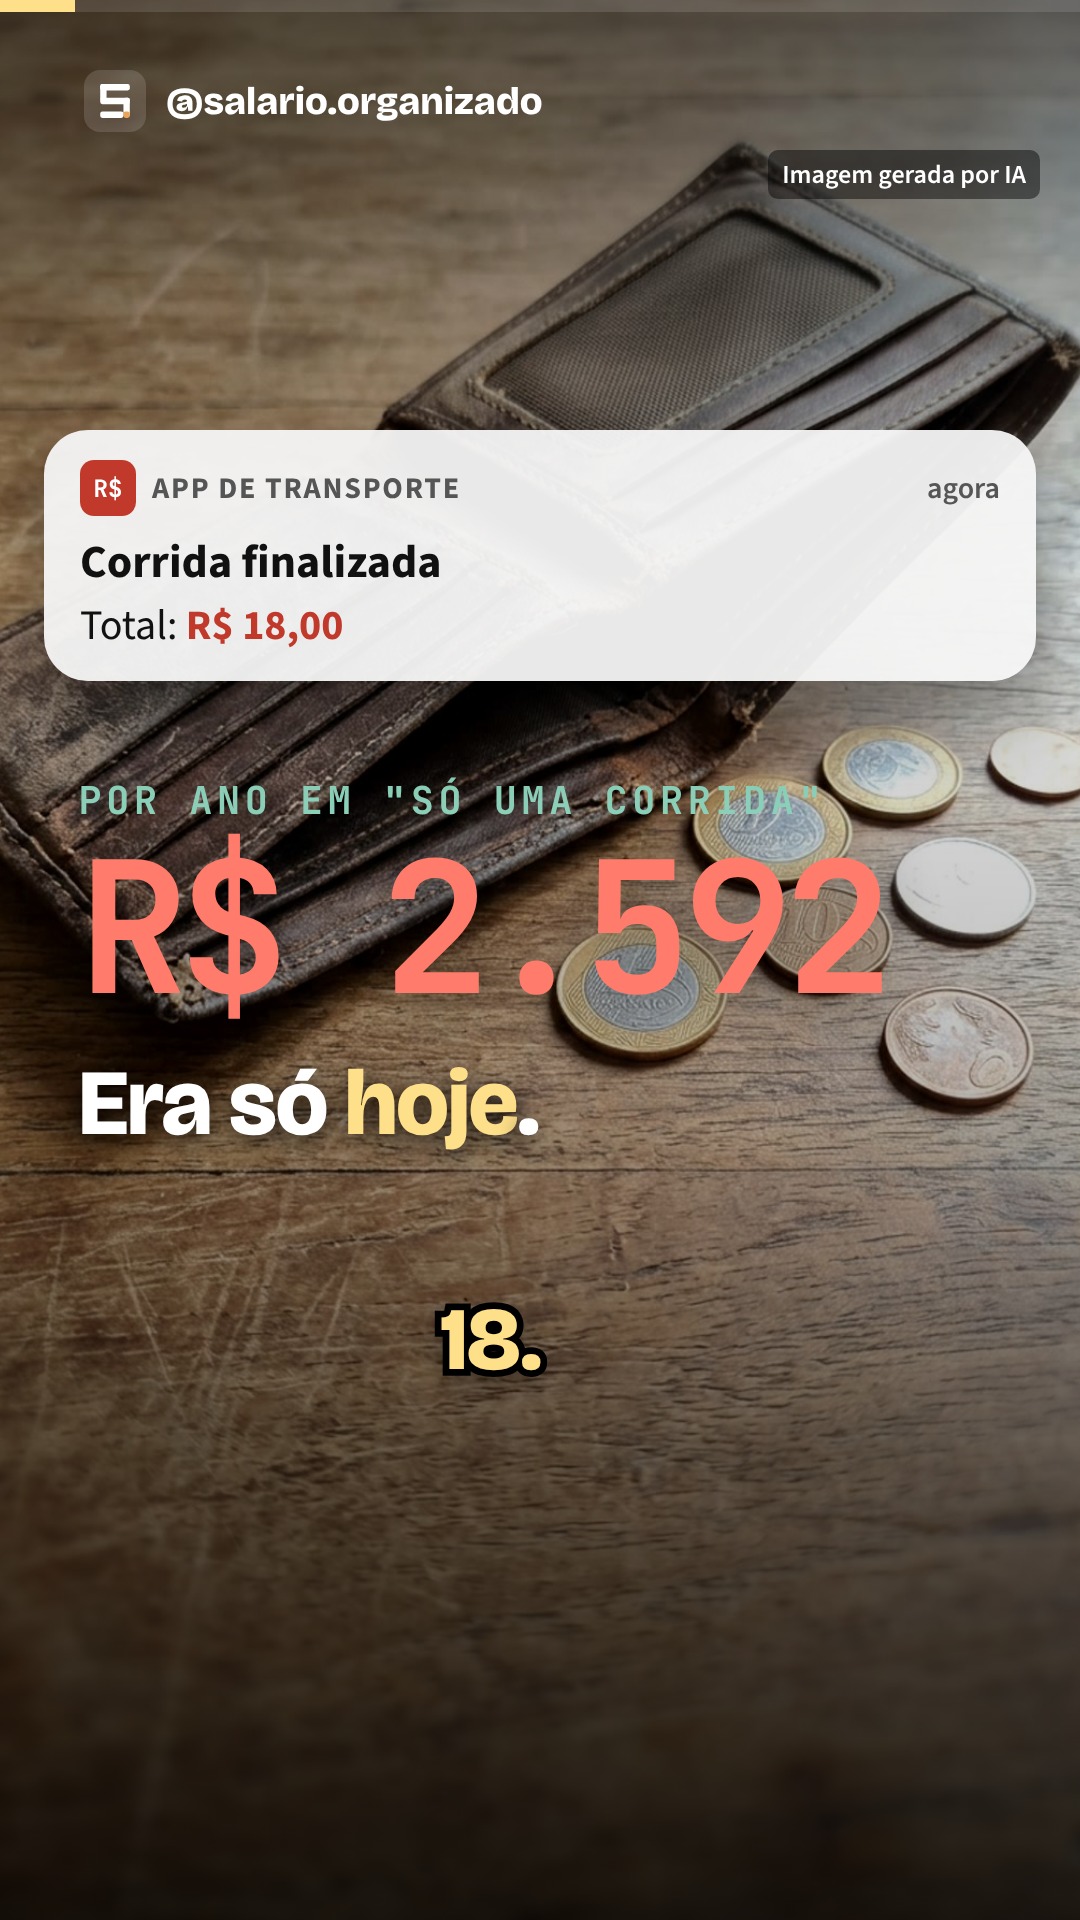 @salario.organizado
Imagem gerada por IA
R$ APP DE TRANSPORTE agora
Corrida finalizada
Total: R$ 18,00
POR ANO EM "SÓ UMA CORRIDA"
R$ 2.592
Era só hoje.
18.